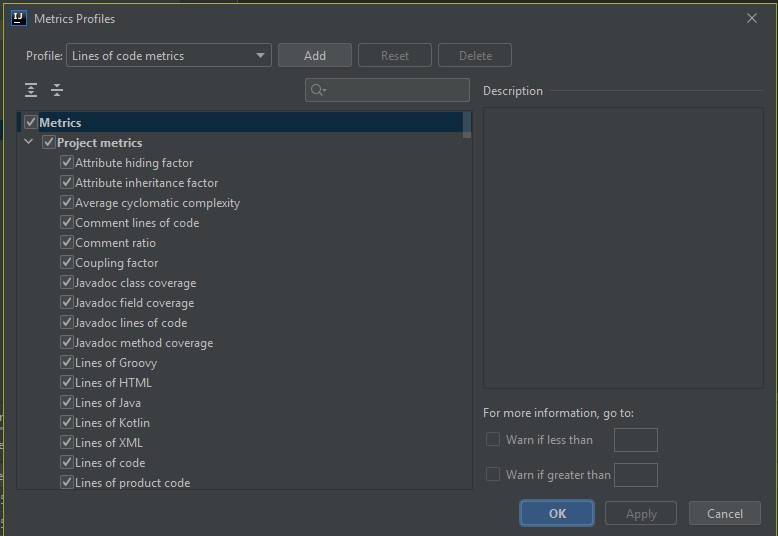 IJ Metrics Profiles
Profile: Lines of code metrics Add Reset Delete
Description
Metrics
Project metrics
Attribute hiding factor
Attribute inheritance factor
Average cyclomatic complexity
Comment lines of code
Comment ratio
Coupling factor
Javadoc class coverage
Javadoc field coverage
Javadoc lines of code
Javadoc method coverage
Lines of Groovy
Lines of HTML
Lines of Java
Lines of Kotlin
Lines of XML
Lines of code
Lines of product code
For more information, go to:
Warn if less than
Warn if greater than
OK Apply Cancel